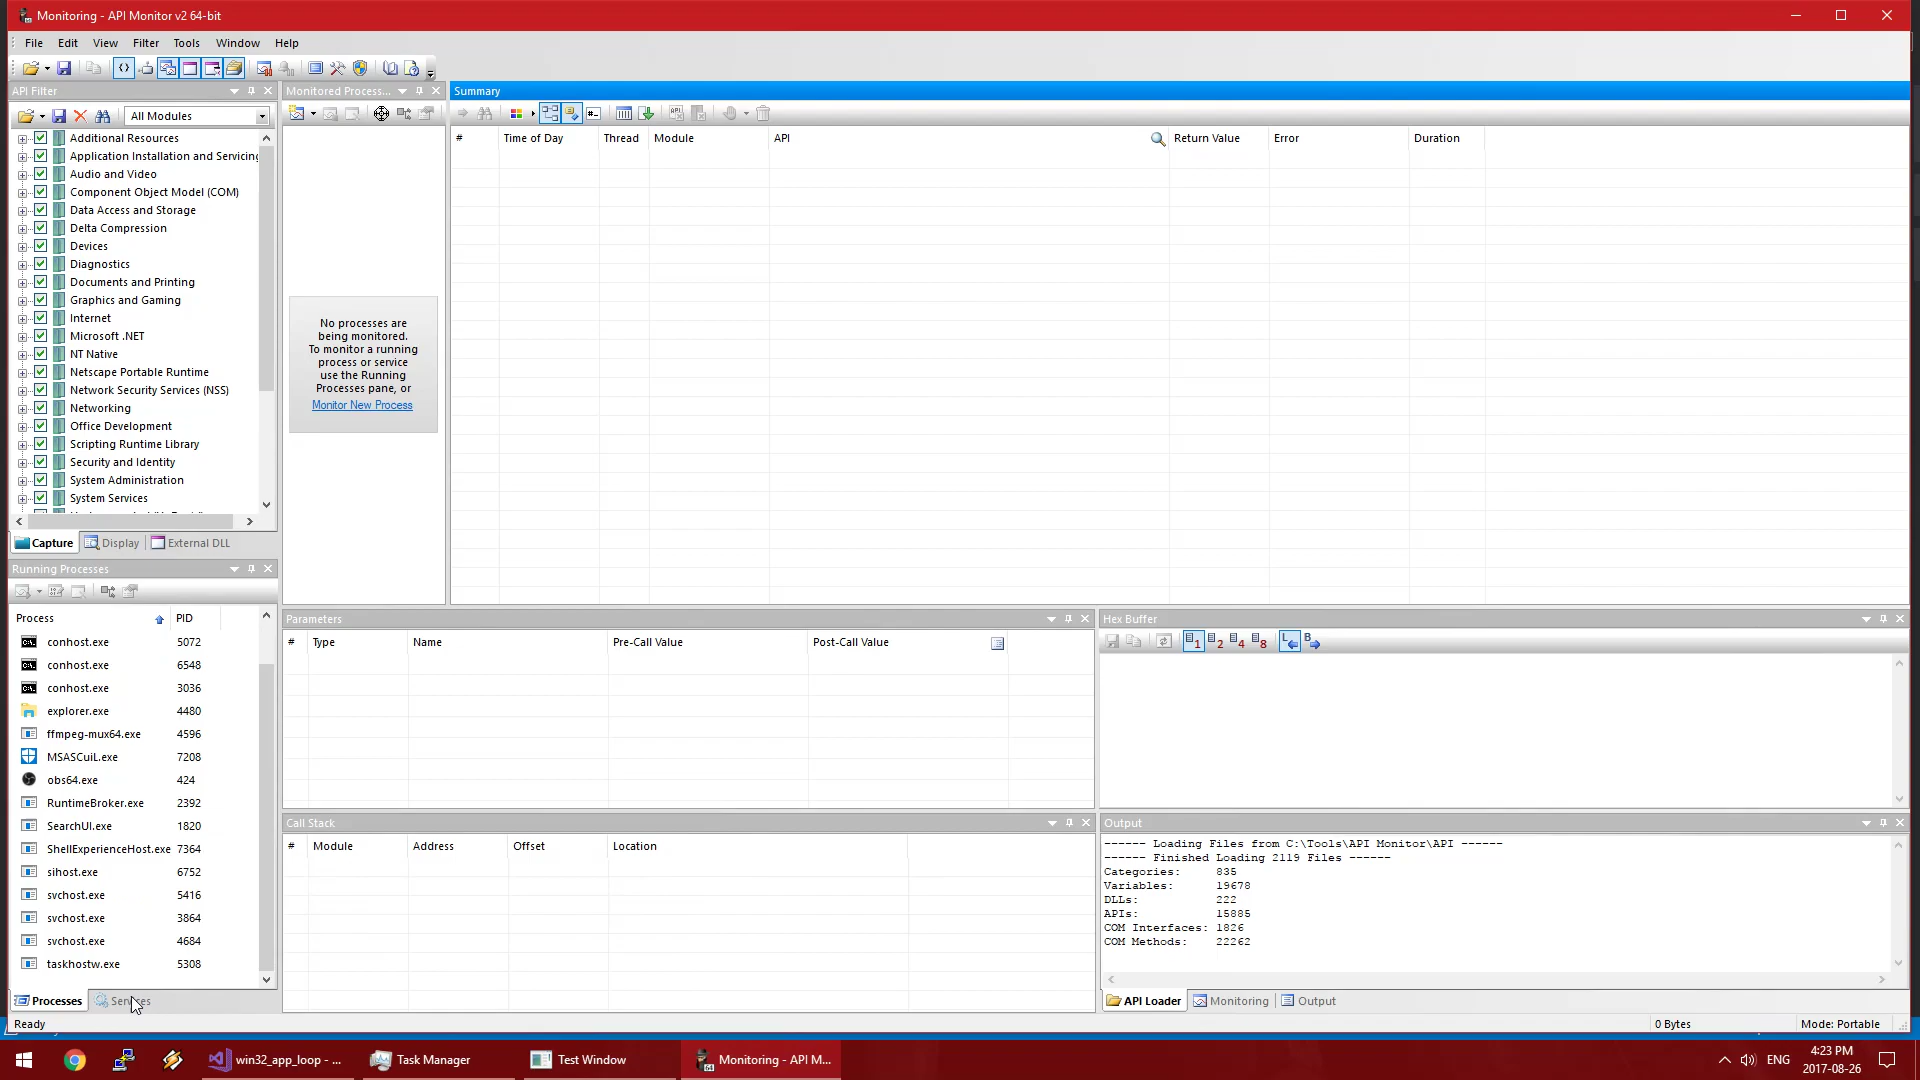 Monitoring - API Monitor v2 64-bit
File Edit View Filter Tools Window Help
API Filter
All Modules
Additional Resources
Application Installation and Servicing
Audio and Video
Component Object Model (COM)
Data Access and Storage
Delta Compression
Devices
Diagnostics
Documents and Printing
Graphics and Gaming
Internet
Microsoft .NET
NT Native
Netscape Portable Runtime
Network Security Services (NSS)
Networking
Office Development
Scripting Runtime Library
Security and Identity
System Administration
System Services
Capture Display External DLL
Monitored Process...
No processes are
being monitored.
To monitor a running
process or service
use the Running
Processes pane, or
Monitor New Process
Summary
# Time of Day Thread Module API Return Value Error Duration
Running Processes
Process PID
conhost.exe 5072
conhost.exe 6548
conhost.exe 3036
explorer.exe 4480
ffmpeg-mux64.exe 4596
MSASCuiL.exe 7208
obs64.exe 424
RuntimeBroker.exe 2392
SearchUI.exe 1820
ShellExperienceHost.exe 7364
sihost.exe 6752
svchost.exe 5416
svchost.exe 3864
svchost.exe 4684
taskhostw.exe 5308
Processes Services
Parameters
# Type Name Pre-Call Value Post-Call Value
Hex Buffer
1 2 4 8 L B
Call Stack
# Module Address Offset Location
Output
------ Loading Files from C:\Tools\API Monitor\API ------
------ Finished Loading 2119 Files ------
Categories: 835
Variables: 19678
DLLs: 222
APIs: 15885
COM Interfaces: 1826
COM Methods: 22262
API Loader Monitoring Output
Ready 0 Bytes Mode: Portable
win32_app_loop - ... Task Manager Test Window Monitoring - API M... ENG 4:23 PM
2017-08-26